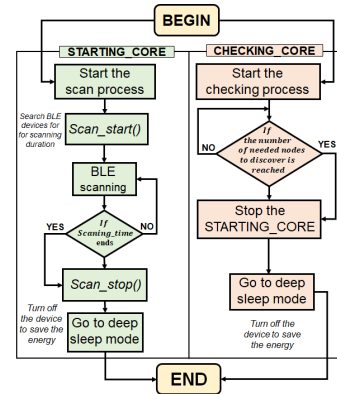 BEGIN
STARTING_CORE
Start the
scan process
Search BLE
devices for
for scanning
duration
Scan_start()
BLE
scanning
YES
If
Scaning_time
ends
NO
Scan_stop()
Turn off
the device
to save the
energy
Go to deep
sleep mode
CHECKING_CORE
Start the
checking process
NO
If
the number
of needed nodes
to discover is
reached
YES
Stop the
STARTING_CORE
Go to deep
sleep mode
Turn off the
device to save
the energy
END